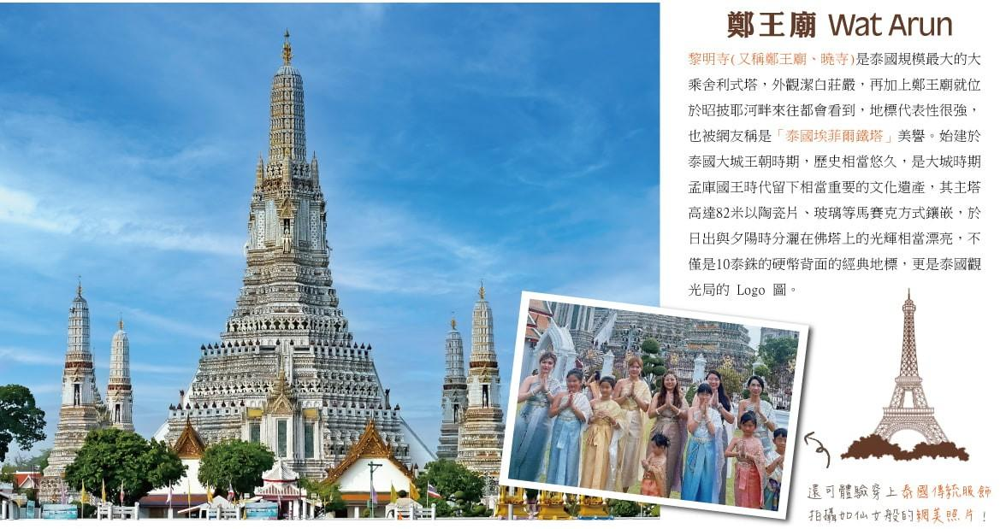 鄭王廟 Wat Arun
黎明寺(又稱鄭王廟、曉寺)是泰國規模最大的大
乘舍利式塔，外觀潔白莊嚴，再加上鄭王廟就位
於昭披耶河畔來往都會看到，地標代表性很強，
也被網友稱是「泰國埃菲爾鐵塔」美譽。始建於
泰國大城王朝時期，歷史相當悠久，是大城時期
孟庫國王時代留下相當重要的文化遺產，其主塔
高達82米以陶瓷片、玻璃等馬賽克方式鑲嵌，於
日出與夕陽時分灑在佛塔上的光輝相當漂亮，不
僅是10泰銖的硬幣背面的經典地標，更是泰國觀
光局的 Logo 圖。
還可體驗穿上泰國傳統服飾
拍攝如仙女般的網美照片！